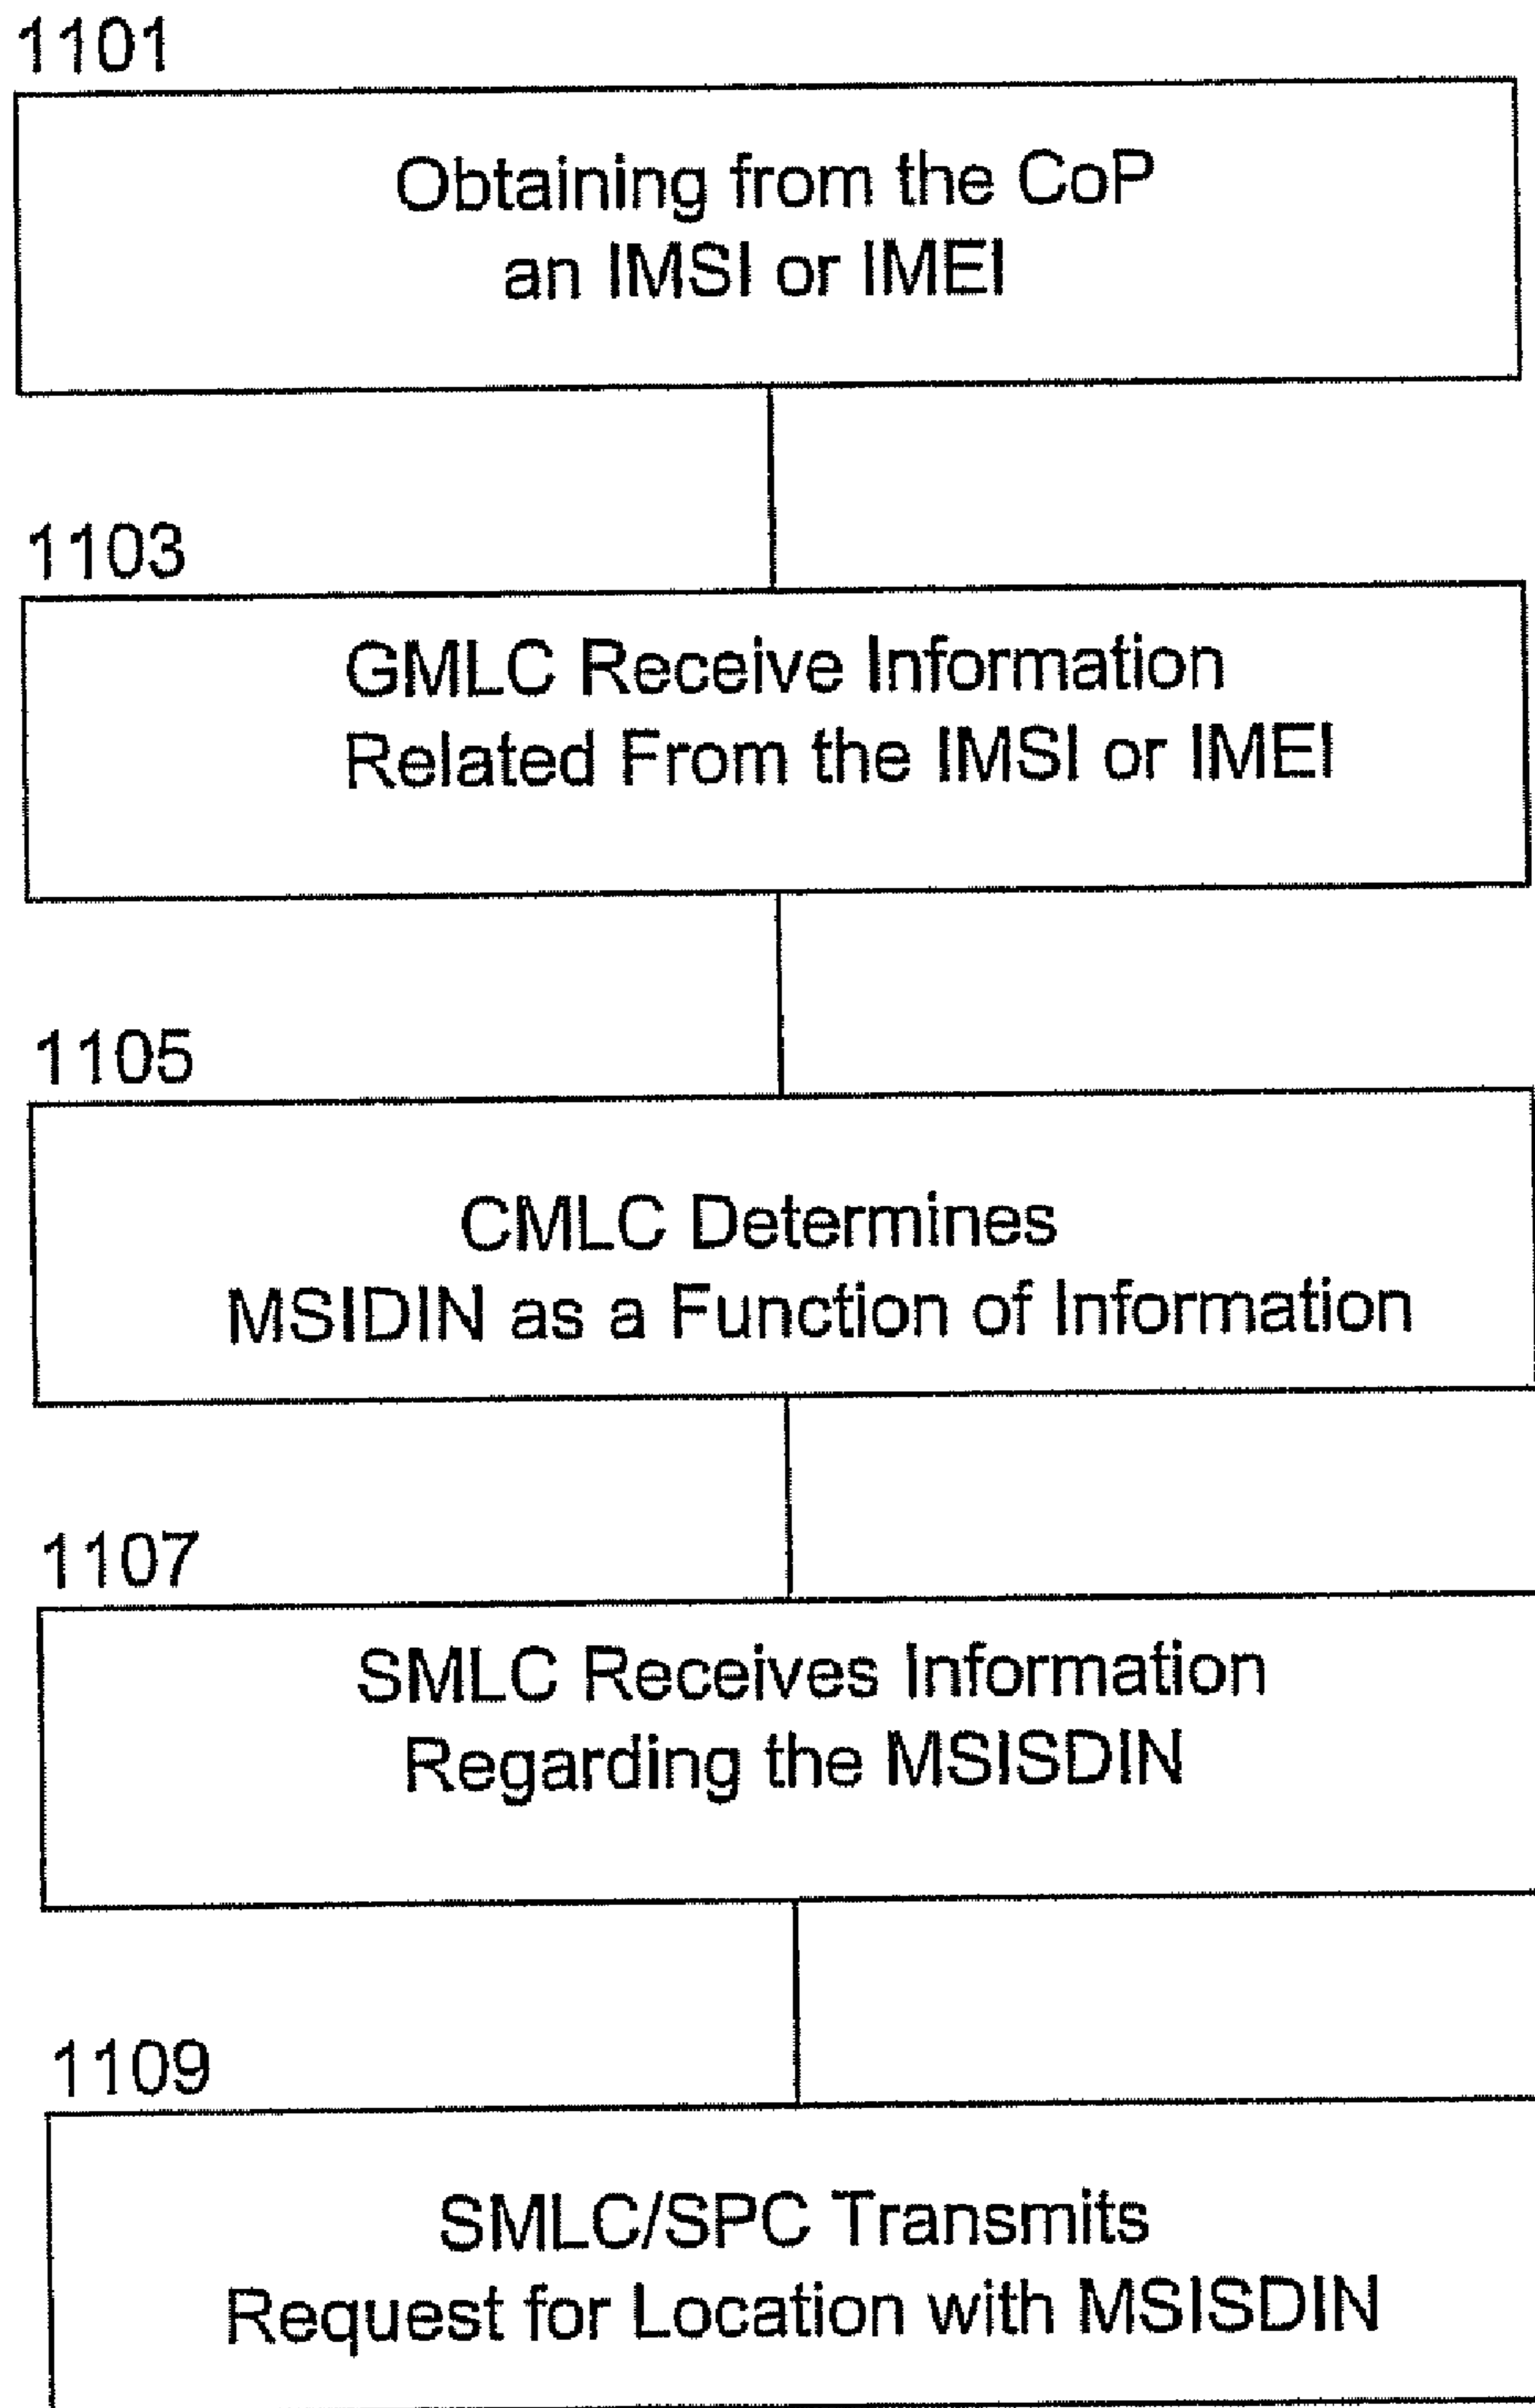 1101
Obtaining from the CoP
an IMSI or IMEI
1103
GMLC Receive Information
Related From the IMSI or IMEI
1105
CMLC Determines
MSIDIN as a Function of Information
1107
SMLC Receives Information
Regarding the MSISDIN
1109
SMLC/SPC Transmits
Request for Location with MSISDIN